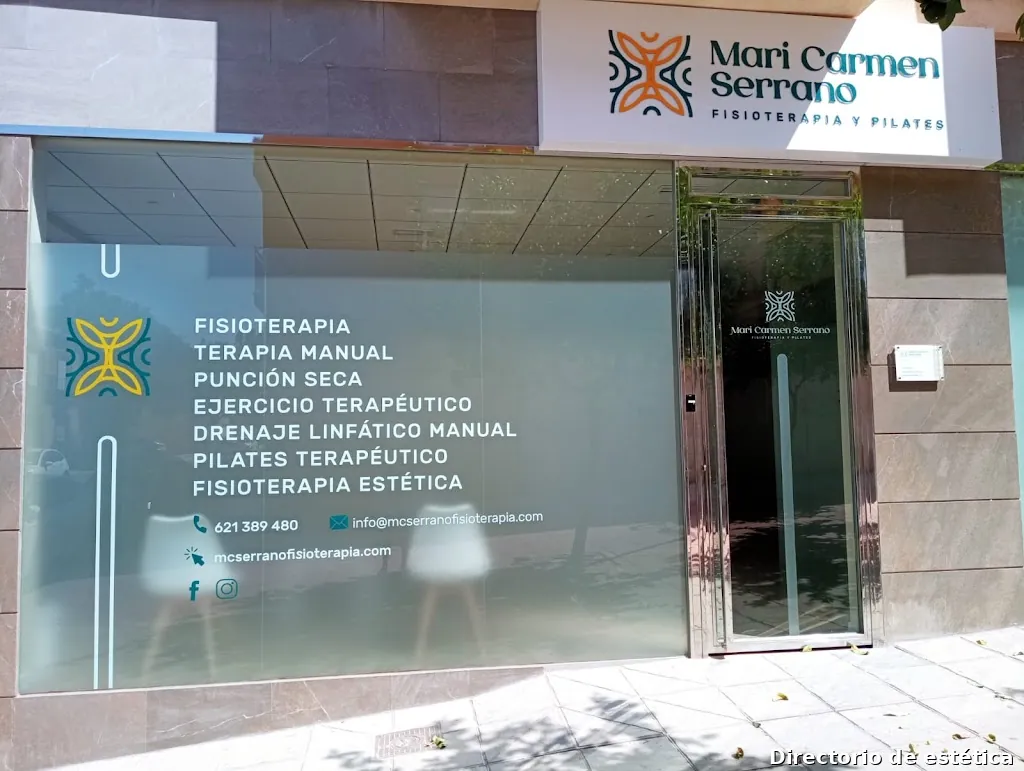 Mari Carmen
Serrano
FISIOTERAPIA Y PILATES
Mari Carmen Serrano
FISIOTERAPIA Y PILATES
FISIOTERAPIA
TERAPIA MANUAL
PUNCIÓN SECA
EJERCICIO TERAPÉUTICO
DRENAJE LINFÁTICO MANUAL
PILATES TERAPÉUTICO
FISIOTERAPIA ESTÉTICA
621 389 480 info@mcserranofisioterapia.com
mcserranofisioterapia.com
Directorio de estética